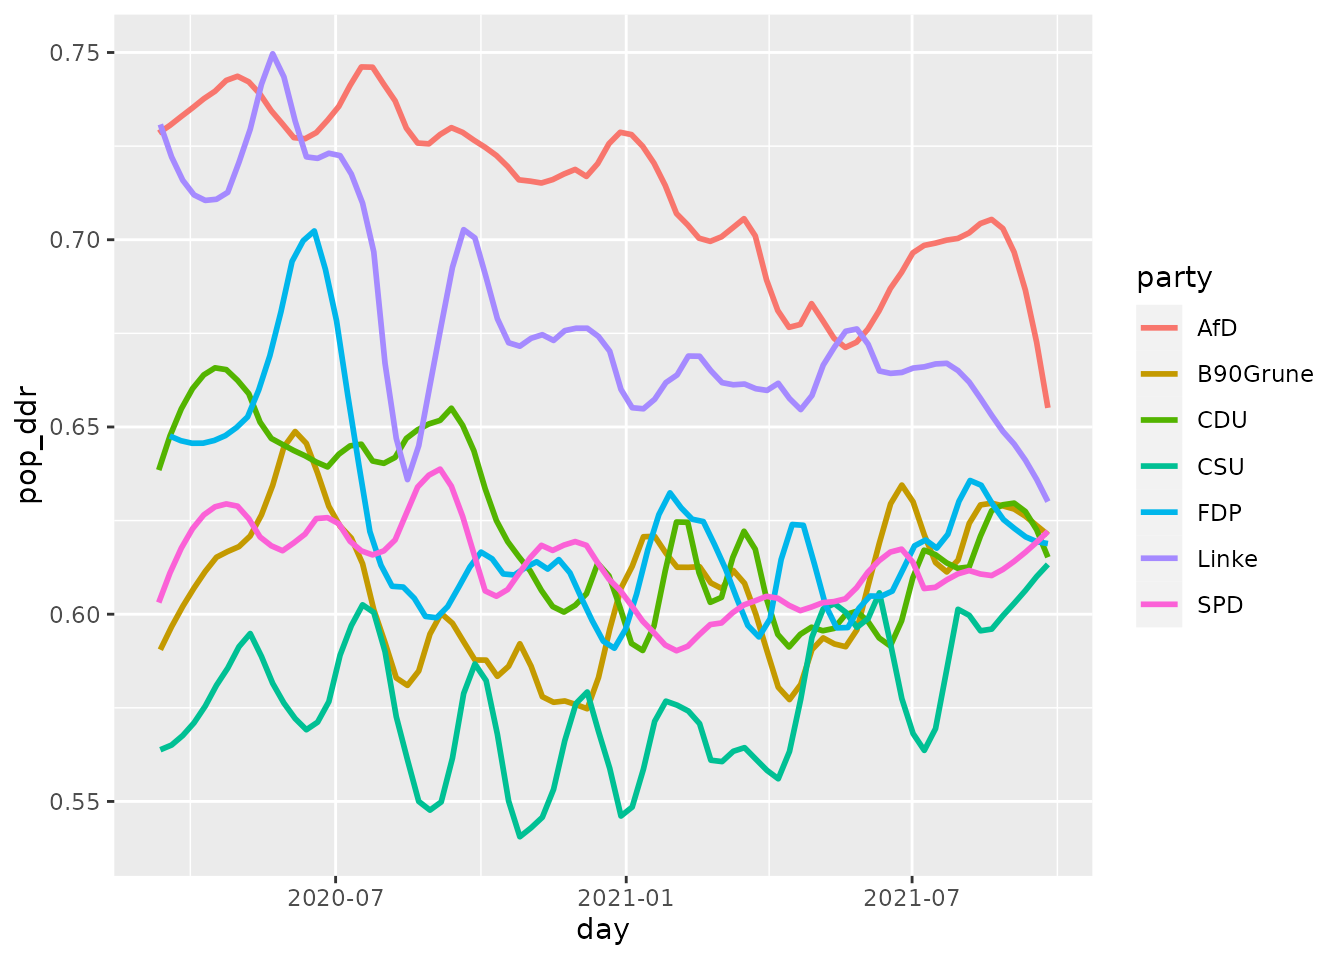 0.75
0.70
0.65
0.60
0.55
pop_ddr
2020-07
2021-01
2021-07
day
party
AfD
B90Grune
CDU
CSU
FDP
Linke
SPD